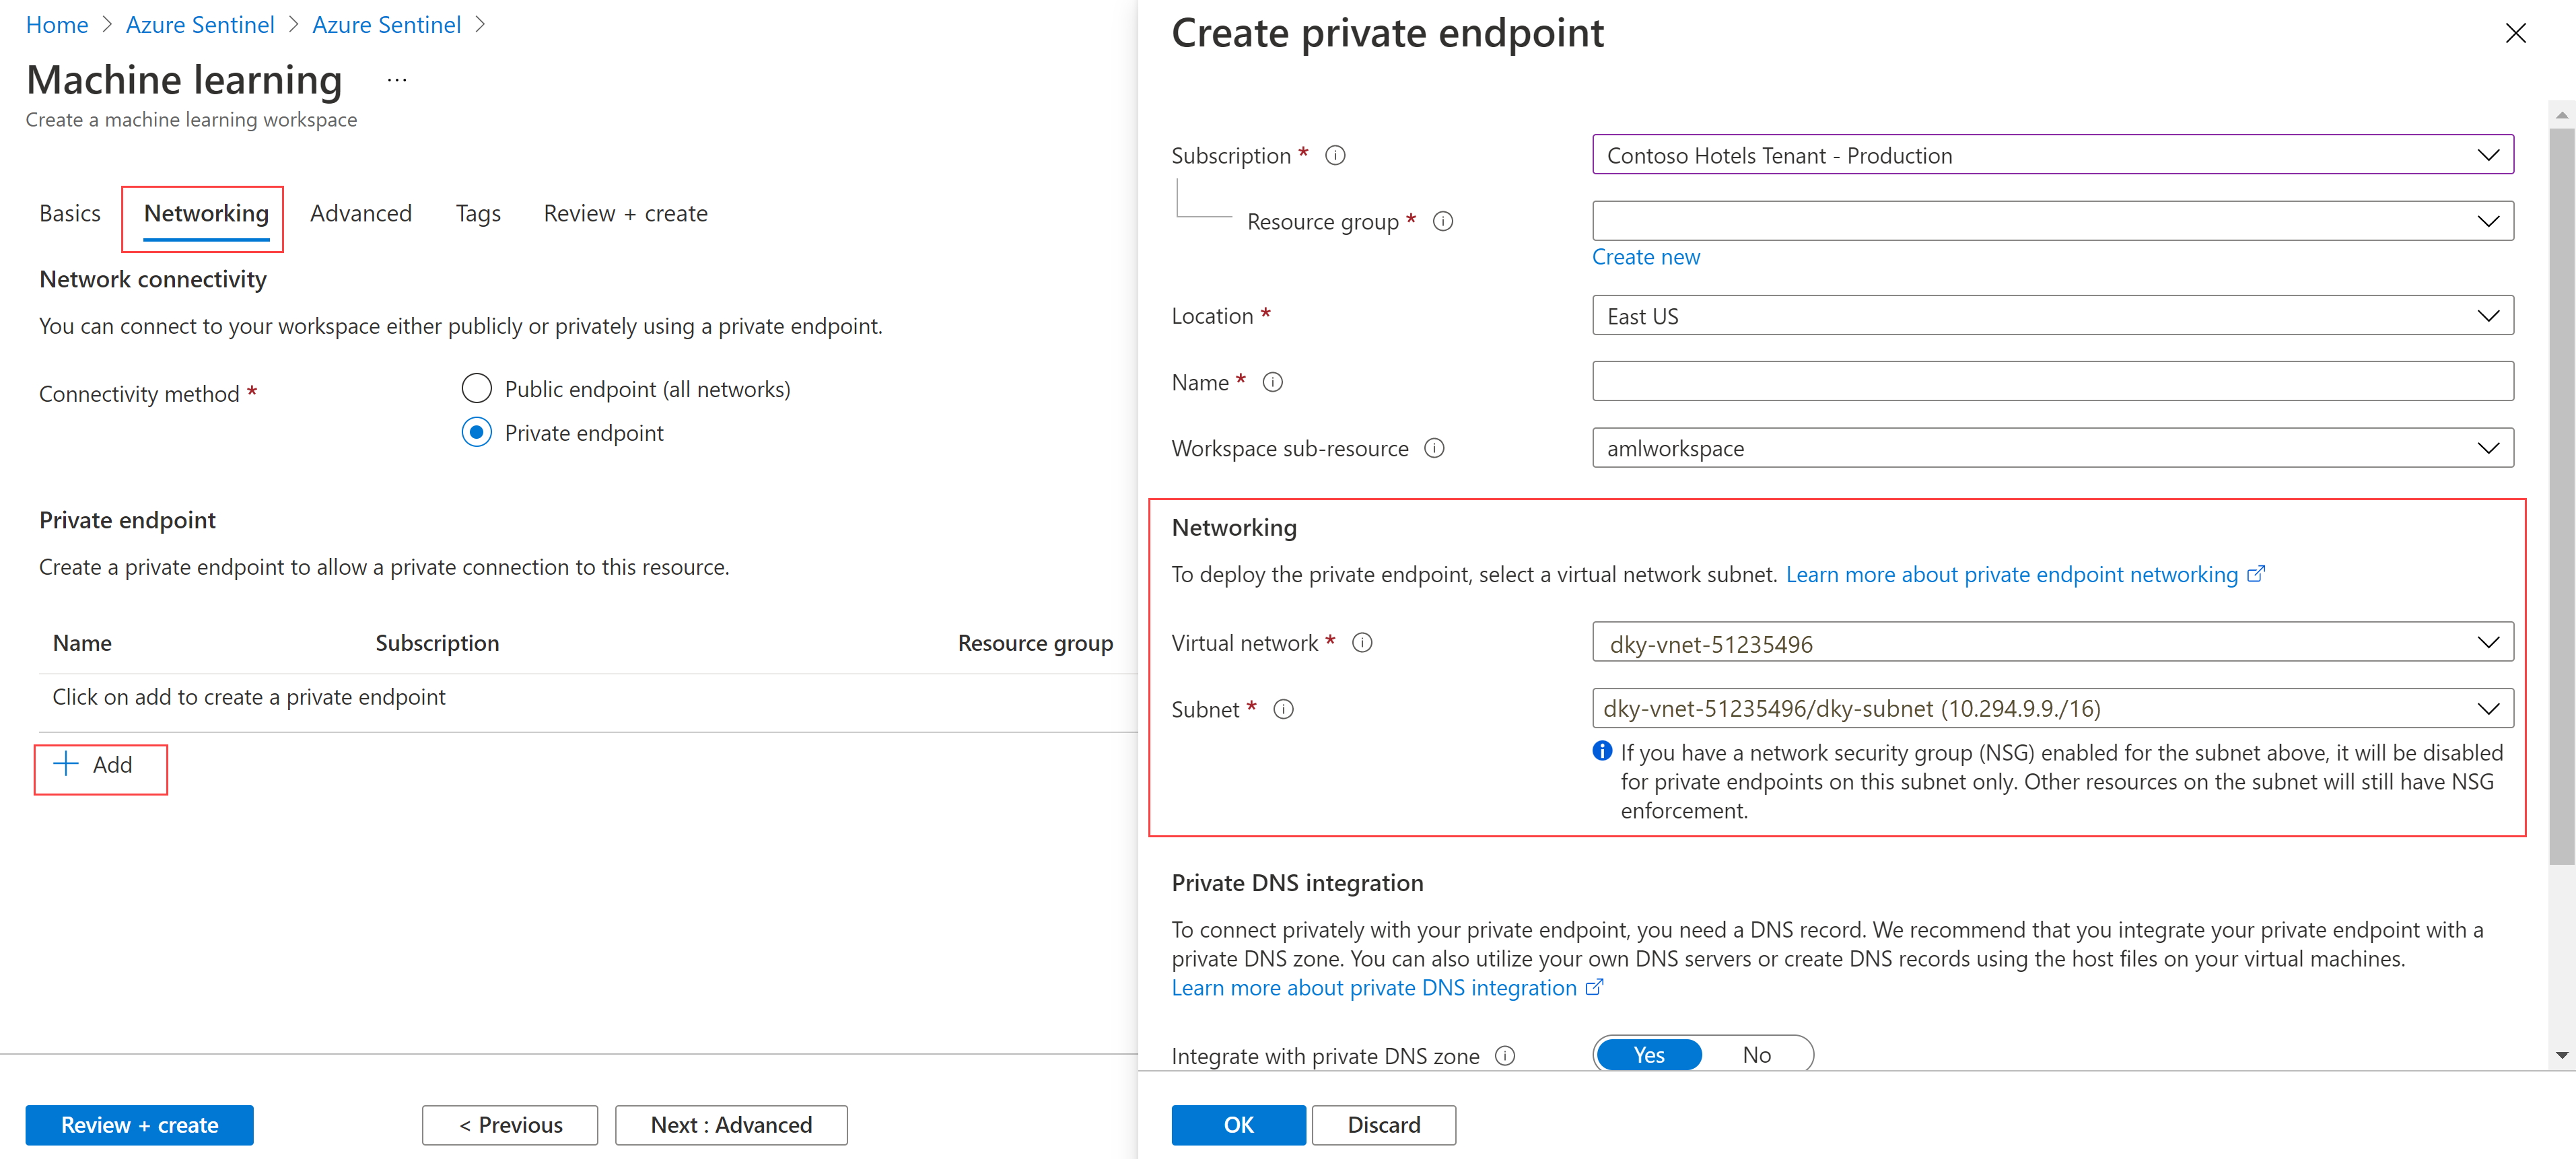 Home > Azure Sentinel > Azure Sentinel >
Machine learning ...
Create a machine learning workspace
Basics Networking Advanced Tags Review + create
Network connectivity
You can connect to your workspace either publicly or privately using a private endpoint.
Connectivity method *
Public endpoint (all networks)
Private endpoint
Private endpoint
Create a private endpoint to allow a private connection to this resource.
Name Subscription Resource group
Click on add to create a private endpoint
+ Add
Review + create < Previous Next : Advanced
Create private endpoint
Subscription * Contoso Hotels Tenant - Production
Resource group *
Create new
Location * East US
Name *
Workspace sub-resource amlworkspace
Networking
To deploy the private endpoint, select a virtual network subnet. Learn more about private endpoint networking
Virtual network * dky-vnet-51235496
Subnet * dky-vnet-51235496/dky-subnet (10.294.9.9./16)
If you have a network security group (NSG) enabled for the subnet above, it will be disabled
for private endpoints on this subnet only. Other resources on the subnet will still have NSG
enforcement.
Private DNS integration
To connect privately with your private endpoint, you need a DNS record. We recommend that you integrate your private endpoint with a
private DNS zone. You can also utilize your own DNS servers or create DNS records using the host files on your virtual machines.
Learn more about private DNS integration
Integrate with private DNS zone Yes No
OK Discard